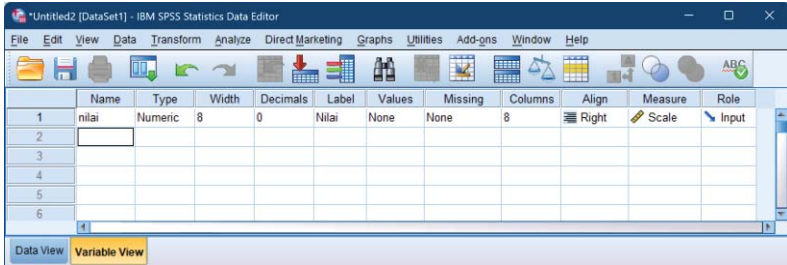 *Untitled2 [DataSet1] - IBM SPSS Statistics Data Editor
File Edit View Data Transform Analyze Direct Marketing Graphs Utilities Add-ons Window Help
Name Type Width Decimals Label Values Missing Columns Align Measure Role
1 nilai Numeric 8 0 Nilai None None 8 Right Scale Input
2
3
4
5
6
Data View Variable View